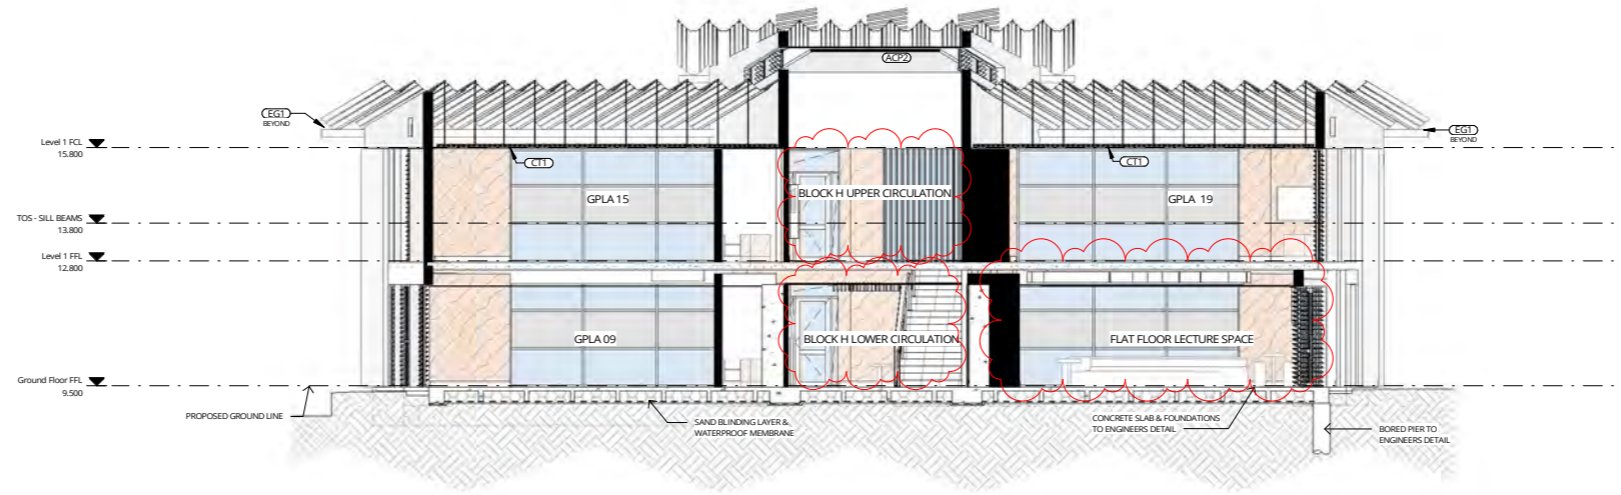 ACP2
EG1
BEYOND
EG1
BEYOND
Level 1 FCL
15.800
CT1
CT1
GPLA 15
BLOCK H UPPER CIRCULATION
GPLA 19
TOS - SILL BEAMS
13.800
Level 1 FFL
12.800
GPLA 09
BLOCK H LOWER CIRCULATION
FLAT FLOOR LECTURE SPACE
Ground Floor FFL
9.500
PROPOSED GROUND LINE
SAND BLINDING LAYER &
WATERPROOF MEMBRANE
CONCRETE SLAB & FOUNDATIONS
TO ENGINEERS DETAIL
BORED PIER TO
ENGINEERS DETAIL